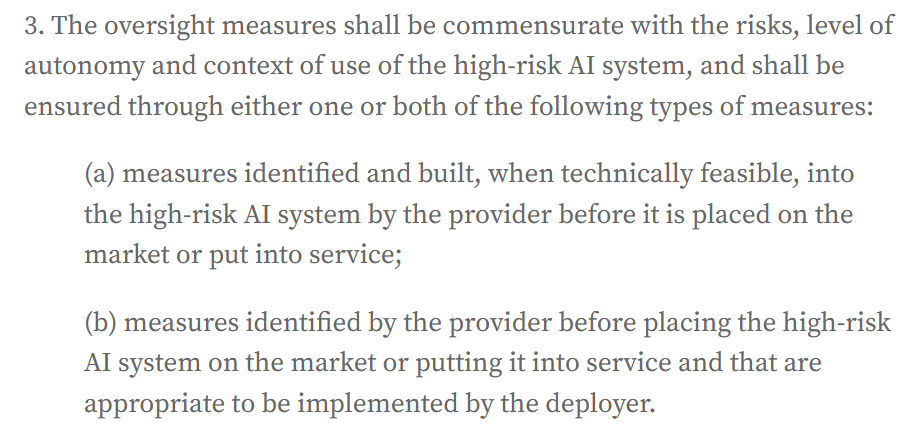 3. The oversight measures shall be commensurate with the risks, level of
autonomy and context of use of the high-risk AI system, and shall be
ensured through either one or both of the following types of measures:
(a) measures identified and built, when technically feasible, into
the high-risk AI system by the provider before it is placed on the
market or put into service;
(b) measures identified by the provider before placing the high-risk
AI system on the market or putting it into service and that are
appropriate to be implemented by the deployer.